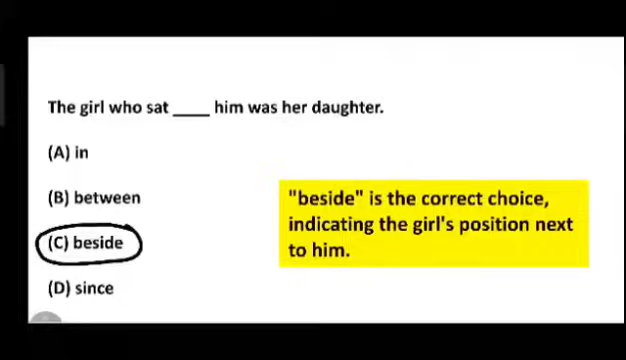 The girl who sat ____ him was her daughter.
(A) in
(B) between
(C) beside
(D) since
"beside" is the correct choice,
indicating the girl's position next
to him.